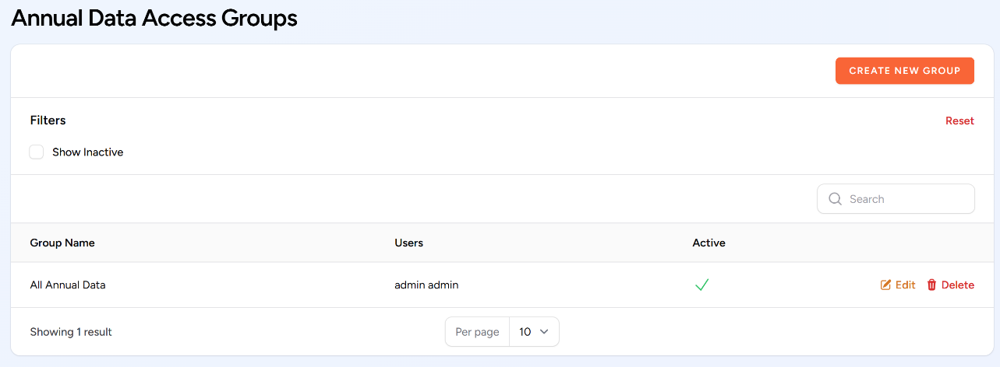 Annual Data Access Groups
CREATE NEW GROUP
Filters
Reset
Show Inactive
Search
Group Name Users Active
All Annual Data admin admin Edit Delete
Showing 1 result Per page 10